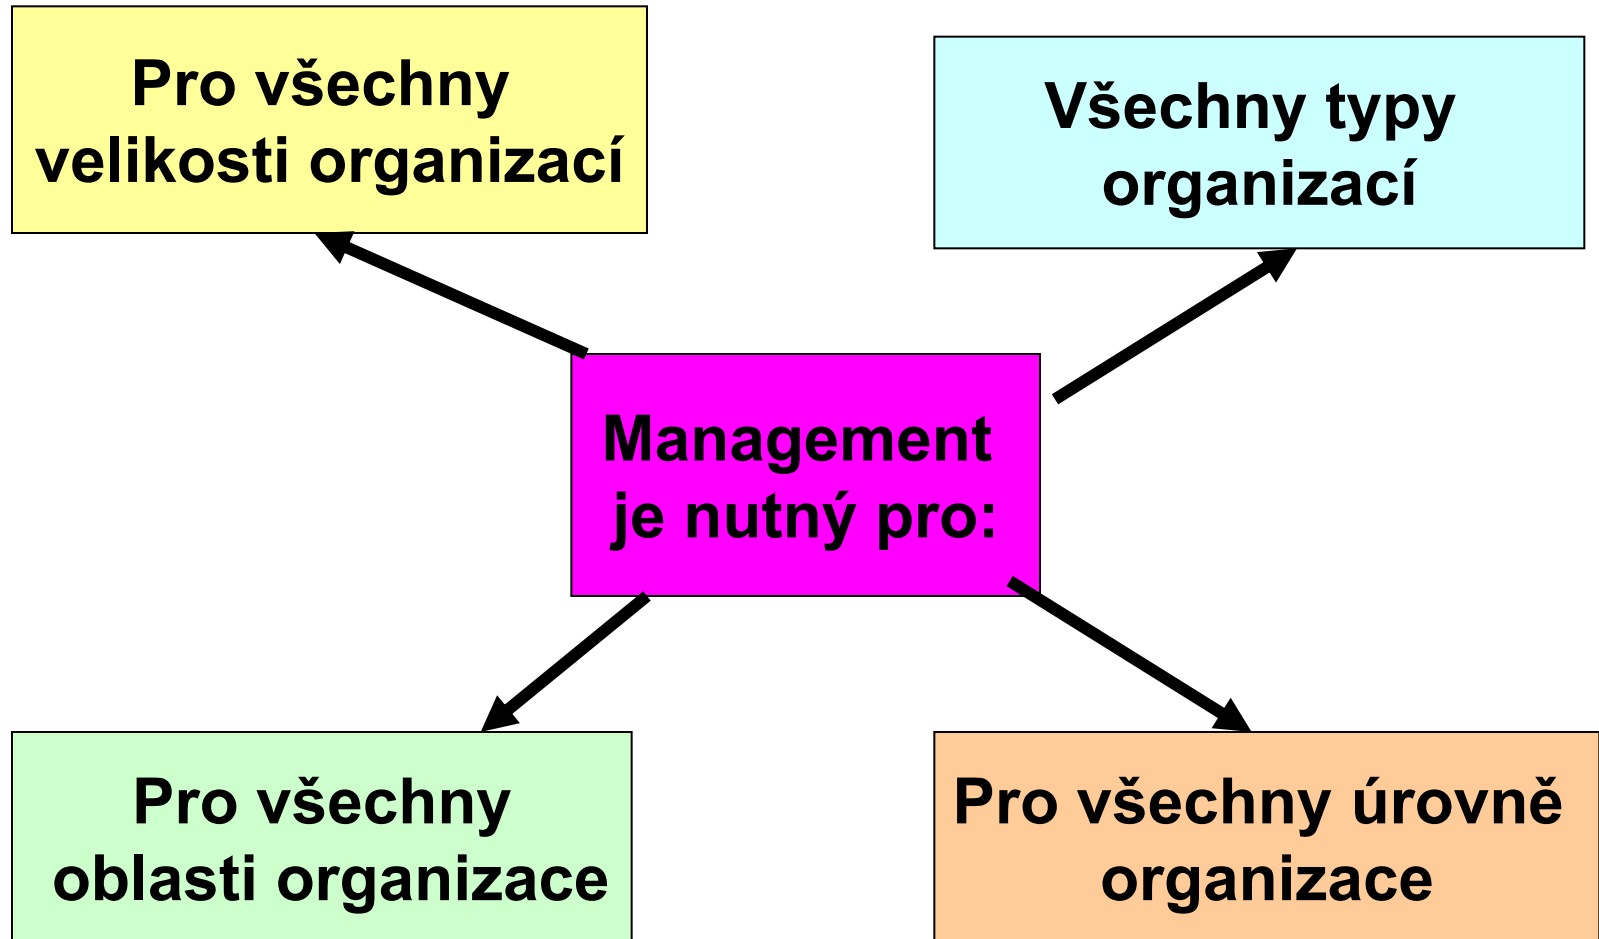 Pro všechny
velikosti organizací
Všechny typy
organizací
Management
je nutný pro:
Pro všechny
oblasti organizace
Pro všechny úrovně
organizace